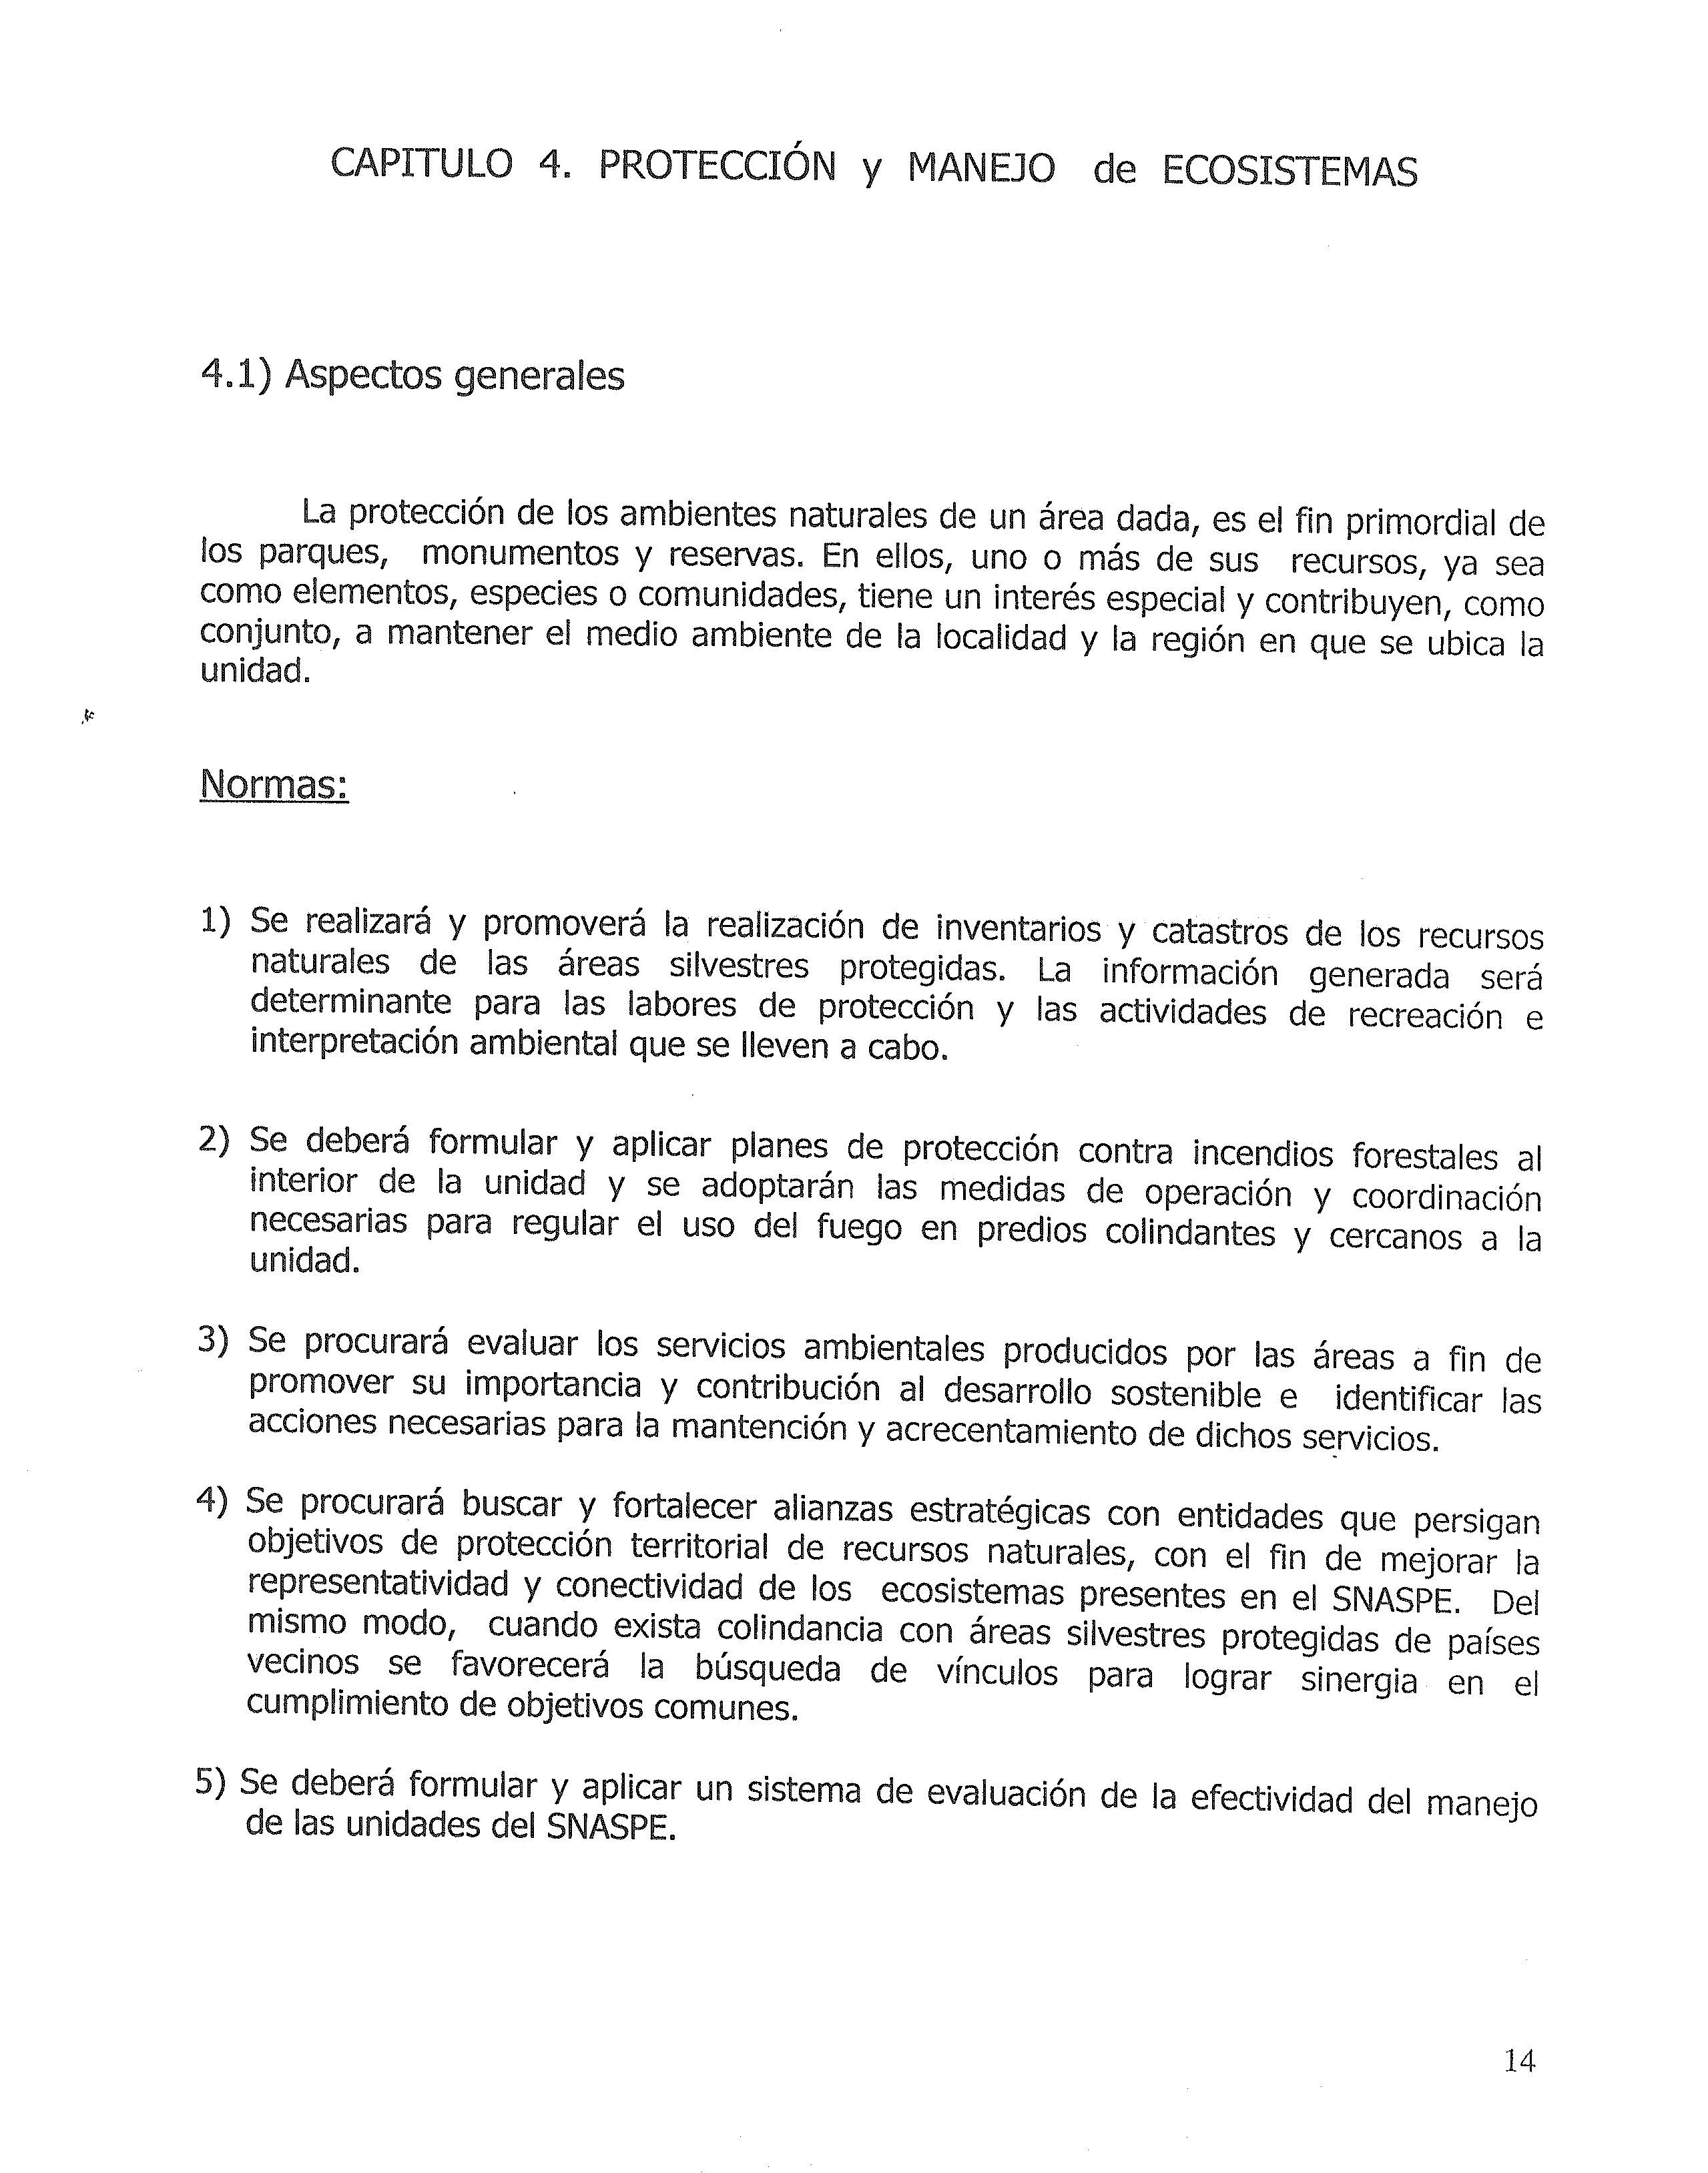 CAPITULO 4. PROTECCIÓN y MANEJO de ECOSISTEMAS
4.1) Aspectos generales
La protección de los ambientes naturales de un área dada, es el fin primordial de
los parques, monumentos y reservas. En ellos, uno o más de sus recursos, ya sea
como elementos, especies o comunidades, tiene un interés especial y contribuyen, como
conjunto, a mantener el medio ambiente de la localidad y la región en que se ubica la
unidad.
Normas:
1) Se realizará y promoverá la realización de inventarios y catastros de los recursos
naturales de las áreas silvestres protegidas. La información generada será
determinante para las labores de protección y las actividades de recreación e
interpretación ambiental que se lleven a cabo.
2) Se deberá formular y aplicar planes de protección contra incendios forestales al
interior de la unidad y se adoptarán las medidas de operación y coordinación
necesarias para regular el uso del fuego en predios colindantes y cercanos a la
unidad.
3) Se procurará evaluar los servicios ambientales producidos por las áreas a fin de
promover su importancia y contribución al desarrollo sostenible e identificar las
acciones necesarias para la mantención y acrecentamiento de dichos servicios.
4) Se procurará buscar y fortalecer alianzas estratégicas con entidades que persigan
objetivos de protección territorial de recursos naturales, con el fin de mejorar la
representatividad y conectividad de los ecosistemas presentes en el SNASPE. Del
mismo modo, cuando exista colindancia con áreas silvestres protegidas de países
vecinos se favorecerá la búsqueda de vínculos para lograr sinergia en el
cumplimiento de objetivos comunes.
5) Se deberá formular y aplicar un sistema de evaluación de la efectividad del manejo
de las unidades del SNASPE.
14